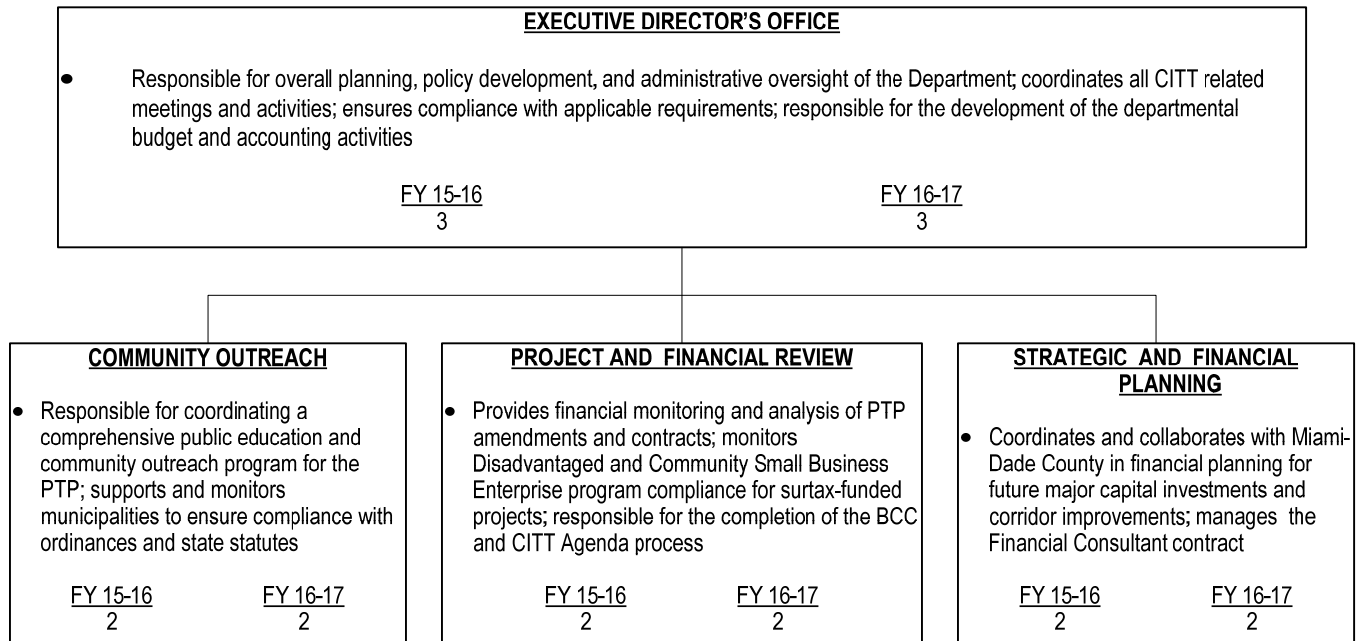 EXECUTIVE DIRECTOR'S OFFICE
• Responsible for overall planning, policy development, and administrative oversight of the Department; coordinates all CITT related
meetings and activities; ensures compliance with applicable requirements; responsible for the development of the departmental
budget and accounting activities
FY 15-16 FY 16-17
3 3
COMMUNITY OUTREACH
• Responsible for coordinating a
comprehensive public education and
community outreach program for the
PTP; supports and monitors
municipalities to ensure compliance with
ordinances and state statutes
FY 15-16 FY 16-17
2 2
PROJECT AND FINANCIAL REVIEW
• Provides financial monitoring and analysis of PTP
amendments and contracts; monitors
Disadvantaged and Community Small Business
Enterprise program compliance for surtax-funded
projects; responsible for the completion of the BCC
and CITT Agenda process
FY 15-16 FY 16-17
2 2
STRATEGIC AND FINANCIAL
PLANNING
• Coordinates and collaborates with Miami-
Dade County in financial planning for
future major capital investments and
corridor improvements; manages the
Financial Consultant contract
FY 15-16 FY 16-17
2 2